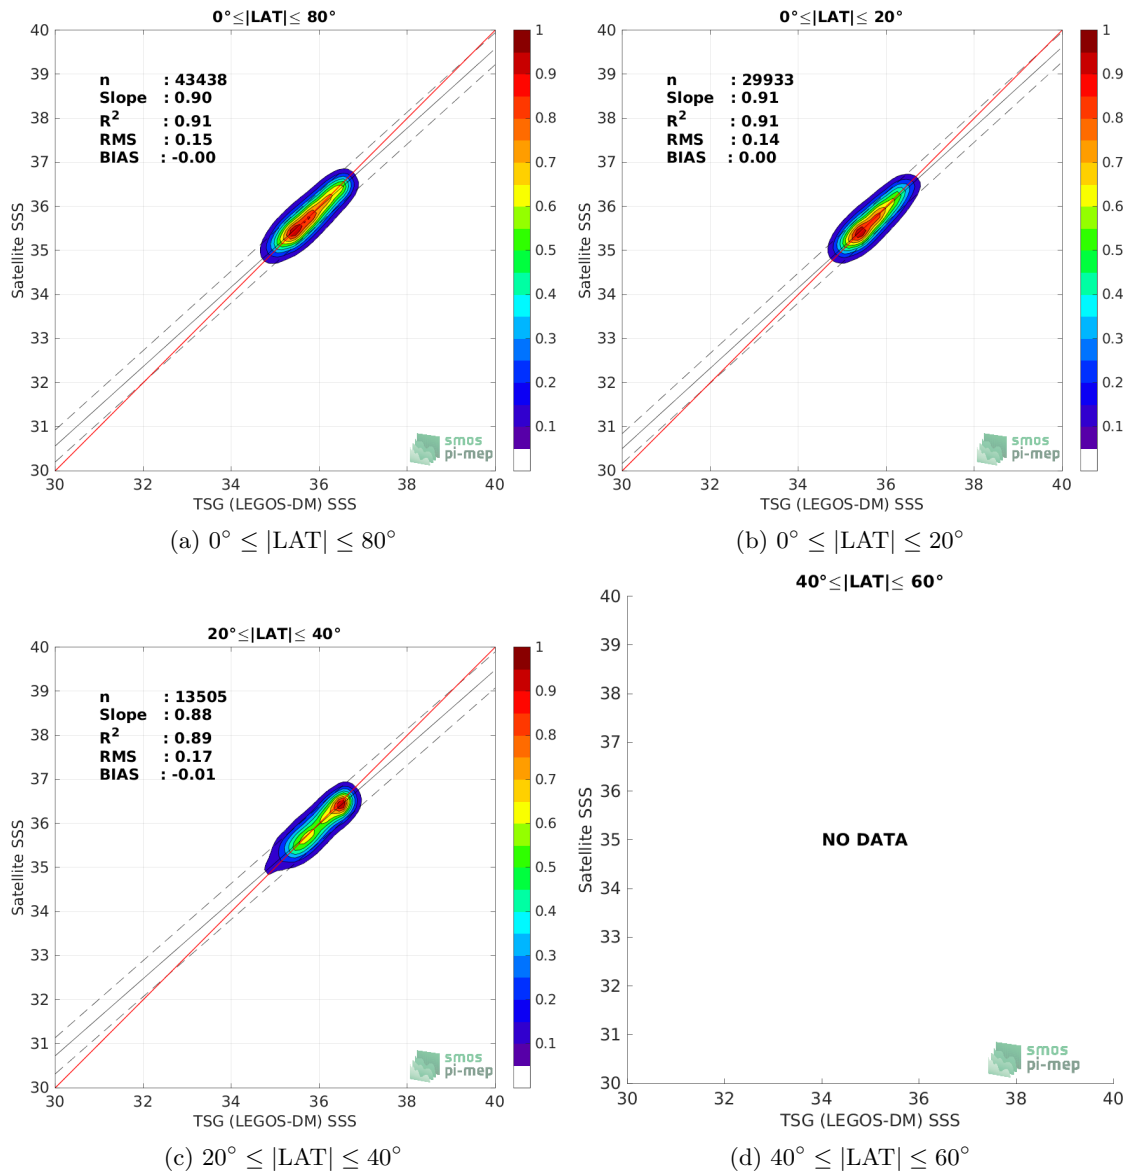 0°≤|LAT|≤ 80°
n : 43438
Slope : 0.90
R² : 0.91
RMS : 0.15
BIAS : -0.00
40
39
38
37
36
35
34
33
32
31
30
30 32 34 36 38 40
Satellite SSS
TSG (LEGOS-DM) SSS
1
0.9
0.8
0.7
0.6
0.5
0.4
0.3
0.2
0.1
smos
pi-mep
(a) 0° ≤ |LAT| ≤ 80°
0°≤|LAT|≤ 20°
n : 29933
Slope : 0.91
R² : 0.91
RMS : 0.14
BIAS : 0.00
40
39
38
37
36
35
34
33
32
31
30
30 32 34 36 38 40
Satellite SSS
TSG (LEGOS-DM) SSS
1
0.9
0.8
0.7
0.6
0.5
0.4
0.3
0.2
0.1
smos
pi-mep
(b) 0° ≤ |LAT| ≤ 20°
20°≤|LAT|≤ 40°
n : 13505
Slope : 0.88
R² : 0.89
RMS : 0.17
BIAS : -0.01
40
39
38
37
36
35
34
33
32
31
30
30 32 34 36 38 40
Satellite SSS
TSG (LEGOS-DM) SSS
1
0.9
0.8
0.7
0.6
0.5
0.4
0.3
0.2
0.1
smos
pi-mep
(c) 20° ≤ |LAT| ≤ 40°
40°≤|LAT|≤ 60°
40
39
38
37
36
35
34
33
32
31
30
30 32 34 36 38 40
Satellite SSS
NO DATA
TSG (LEGOS-DM) SSS
smos
pi-mep
(d) 40° ≤ |LAT| ≤ 60°